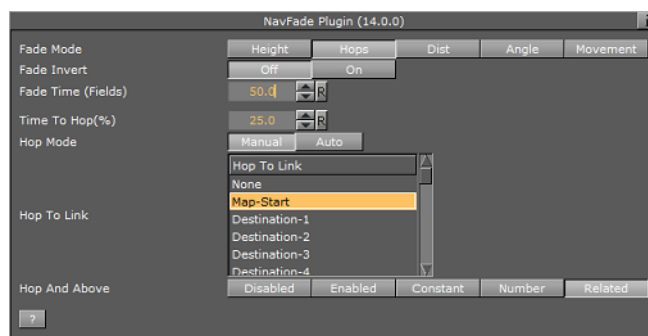 NavFade Plugin (14.0.0)
Fade Mode Height Hops Dist Angle Movement
Fade Invert Off On
Fade Time (Fields) 50.0 R
Time To Hop(%) 25.0 R
Hop Mode Manual Auto
Hop To Link
None
Map-Start
Hop To Link Destination-1
Destination-2
Destination-3
Destination-4
Hop And Above Disabled Enabled Constant Number Related
?